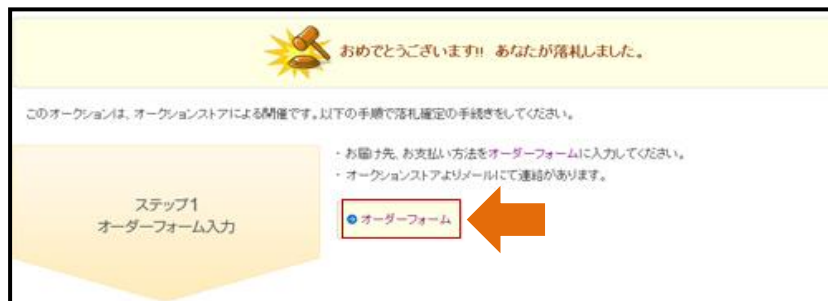 おめでとうございます!! あなたが落札しました。
このオークションは、オークションストアによる開催です。以下の手順で落札確定の手続きをしてください。
・お届け先、お支払い方法をオーダーフォームに入力してください。
・オークションストアよりメールにて連絡があります。
ステップ1
オーダーフォーム入力
オーダーフォーム